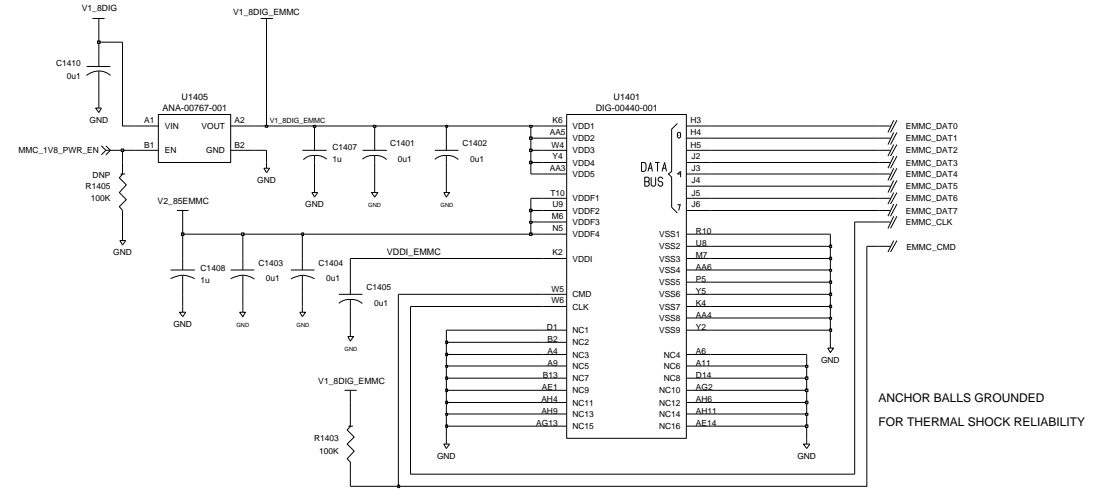 V1_8DIG
V1_8DIG_EMMC
C1410
0u1
GND
U1405
ANA-00767-001
A1 VIN VOUT A2
B1 EN GND B2
V1_8DIG_EMMC
MMC_1V8_PWR_EN
GND
DNP
R1405
100K
GND
C1407
1u
GND
C1401
0u1
GND
C1402
0u1
GND
V2_85EMMC
C1408
1u
GND
C1403
0u1
GND
C1404
0u1
GND
VDDI_EMMC
C1405
0u1
GND
V1_8DIG_EMMC
R1403
100K
U1401
DIG-00440-001
K6 VDD1
AA5 VDD2
W4 VDD3
Y4 VDD4
AA3 VDD5
T10 VDDF1
U9 VDDF2
M6 VDDF3
N5 VDDF4
K2 VDDI
W5 CMD
W6 CLK
D1 NC1
B2 NC2
A4 NC3
A9 NC5
B13 NC7
AE1 NC9
AH4 NC11
AH9 NC13
AG13 NC15
GND
DATA
BUS
0
1
7
H3 EMMC_DAT0
H4 EMMC_DAT1
H5 EMMC_DAT2
J2 EMMC_DAT3
J3 EMMC_DAT4
J4 EMMC_DAT5
J5 EMMC_DAT6
J6 EMMC_DAT7
EMMC_CLK
EMMC_CMD
VSS1 R10
VSS2 U8
VSS3 M7
VSS4 AA6
VSS5 P5
VSS6 Y5
VSS7 K4
VSS8 AA4
VSS9 Y2
GND
NC4 A6
NC6 A11
NC8 D14
NC10 AG2
NC12 AH6
NC14 AH11
NC16 AE14
GND
ANCHOR BALLS GROUNDED
FOR THERMAL SHOCK RELIABILITY